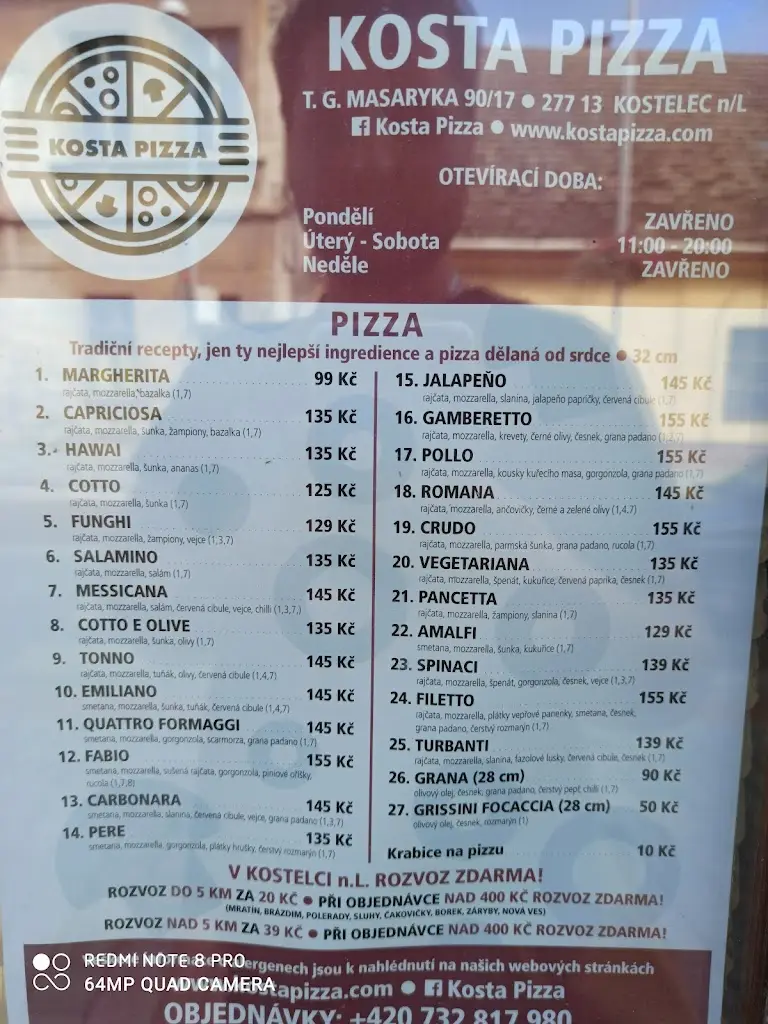 KOSTA PIZZA
KOSTA PIZZA
T. G. MASARYKA 90/17 ● 277 13 KOSTELEC n/L
Kosta Pizza ● www.kostapizza.com
OTEVÍRACÍ DOBA:
Pondělí ZAVŘENO
Úterý - Sobota 11:00 - 20:00
Neděle ZAVŘENO
PIZZA
Tradiční recepty, jen ty nejlepší ingredience a pizza dělaná od srdce ● 32 cm
1. MARGHERITA 99 Kč
rajčata, mozzarella, bazalka (1,7)
2. CAPRICIOSA 135 Kč
rajčata, mozzarella, šunka, žampiony, bazalka (1,7)
3. HAWAI 135 Kč
rajčata, mozzarella, šunka, ananas (1,7)
4. COTTO 125 Kč
rajčata, mozzarella, šunka (1,7)
5. FUNGHI 129 Kč
rajčata, mozzarella, žampiony, vejce (1,3,7)
6. SALAMINO 135 Kč
rajčata, mozzarella, salám (1,7)
7. MESSICANA 145 Kč
rajčata, mozzarella, salám, červená cibule, vejce, chilli (1,3,7,)
8. COTTO E OLIVE 135 Kč
rajčata, mozzarella, šunka, olivy (1,7)
9. TONNO 145 Kč
rajčata, mozzarella, tuňák, olivy, červená cibule (1,4,7)
10. EMILIANO 145 Kč
smetana, mozzarella, šunka, tuňák, červená cibule (1,4,7)
11. QUATTRO FORMAGGI 145 Kč
smetana, mozzarella, gorgonzola, scarmorza, grana padano (1,7)
12. FABIO 155 Kč
smetana, mozzarella, sušená rajčata, gorgonzola, piniové oříšky,
rucola (1,7,8)
13. CARBONARA 145 Kč
smetana, mozzarella, slanina, červená cibule, vejce, grana padano (1,3,7)
14. PERE 135 Kč
smetana, mozzarella, gorgonzola, plátky hrušky, čerstvý rozmarýn (1,7)
15. JALAPEÑO 145 Kč
rajčata, mozzarella, slanina, jalapeño papričky, červená cibule (1,7)
16. GAMBERETTO 155 Kč
rajčata, mozzarella, krevety, černé olivy, česnek, grana padano
17. POLLO 155 Kč
rajčata, mozzarella, kousky kuřecího masa, gorgonzola, grana padano (1,7)
18. ROMANA 145 Kč
rajčata, mozzarella, ančovičky, černé a zelené olivy (1,4,7)
19. CRUDO 155 Kč
rajčata, mozzarella, parmská šunka, grana padano, rucola (1,7)
20. VEGETARIANA 135 Kč
rajčata, mozzarella, špenát, kukuřice, červená paprika, česnek (1,7)
21. PANCETTA 135 Kč
rajčata, mozzarella, žampiony, slanina (1,7)
22. AMALFI 129 Kč
smetana, mozzarella, šunka, kukuřice (1,7)
23. SPINACI 139 Kč
rajčata, mozzarella, špenát, gorgonzola, česnek, vejce (1,3,7)
24. FILETTO 155 Kč
rajčata, mozzarella, plátky vepřové panenky, smetana, česnek,
grana padano, čerstvý rozmarýn (1,7)
25. TURBANTI 139 Kč
rajčata, mozzarella, slanina, fazolové lusky, červená cibule, česnek (1,7)
26. GRANA (28 cm) 90 Kč
olivový olej, česnek, grana padano, čerstvý pepř, chilli (1,7)
27. GRISSINI FOCACCIA (28 cm) 50 Kč
olivový olej, česnek, rozmarýn (1)
Krabice na pizzu 10 Kč
V KOSTELCI n.L. ROZVOZ ZDARMA!
ROZVOZ DO 5 KM ZA 20 KČ ● PŘI OBJEDNÁVCE NAD 400 KČ ROZVOZ ZDARMA!
(MRATÍN, BRÁZDIM, POLERADY, SLUHY, ČAKOVIČKY, BOREK, ZÁRYBY, NOVÁ VES)
ROZVOZ NAD 5 KM ZA 39 KČ ● PŘI OBJEDNÁVCE NAD 400 KČ ROZVOZ ZDARMA!
jsou k nahlédnutí na našich webových stránkách
www.kostapizza.com ● Kosta Pizza
OBJEDNÁVKY: +420 732 817 980
REDMI NOTE 8 PRO
64MP QUAD CAMERA